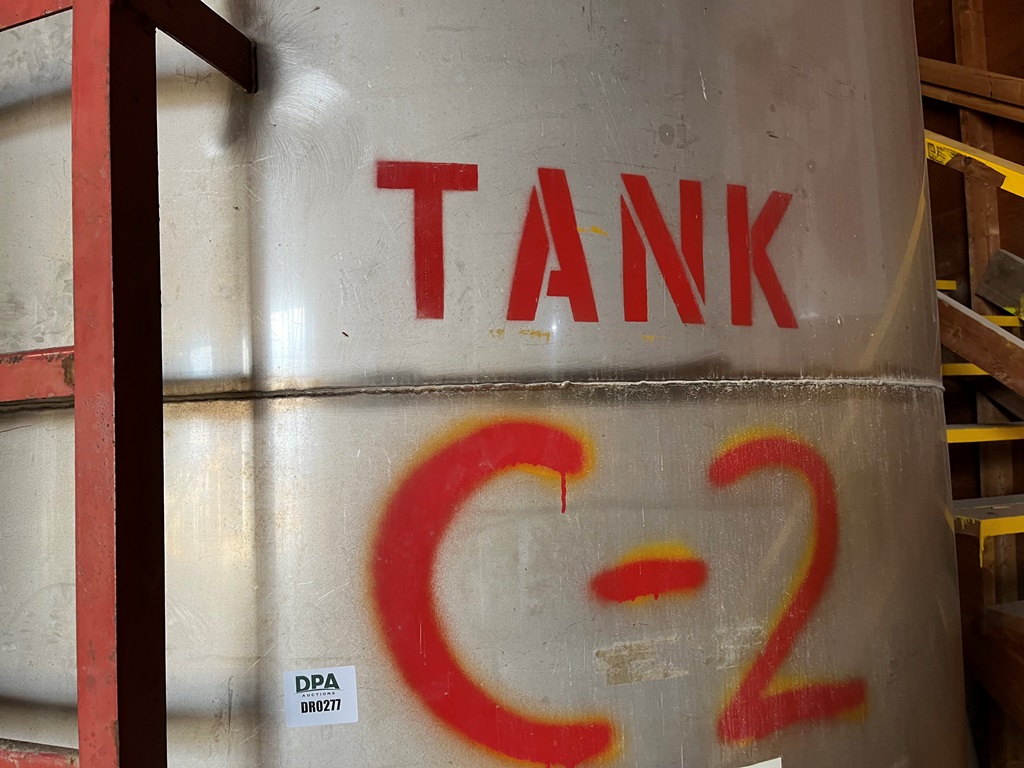 TANK
C-2
DPA
AUCTIONS
DR0277